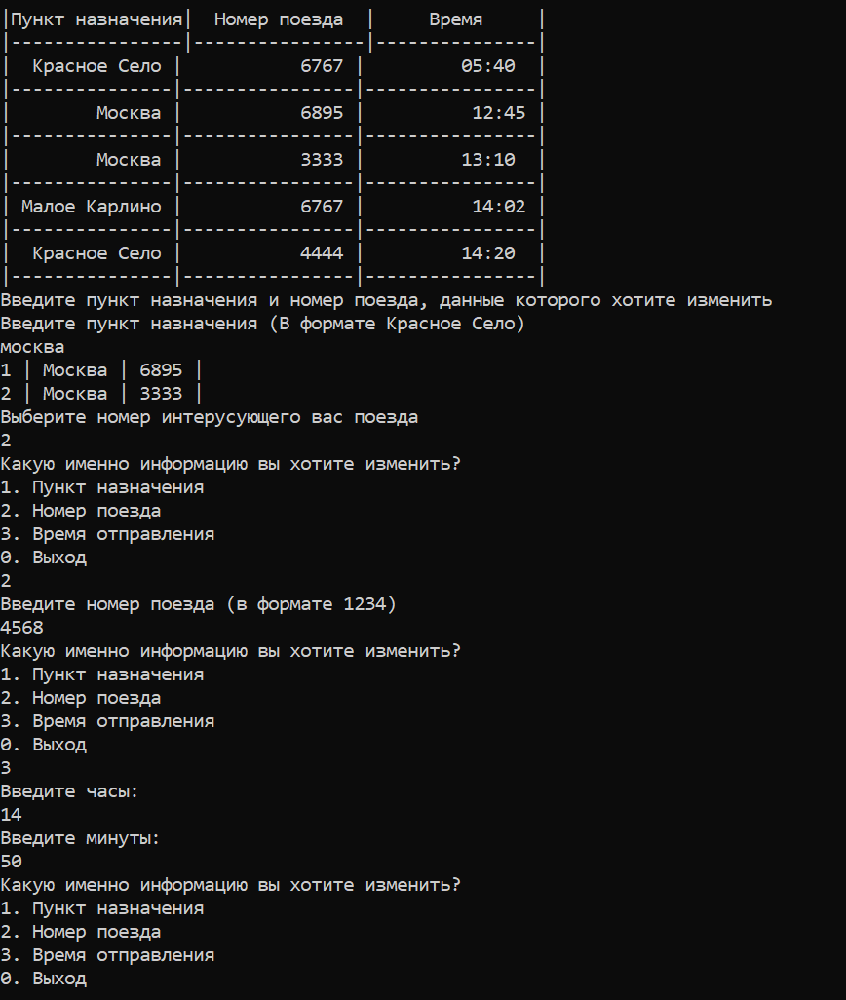 |Пункт назначения|  Номер поезда  |     Время     |
|----------------|----------------|---------------|
|  Красное Село |           6767 |         05:40  |
|---------------|----------------|----------------|
|        Москва |           6895 |          12:45 |
|---------------|----------------|----------------|
|        Москва |           3333 |         13:10  |
|---------------|----------------|----------------|
| Малое Карлино |           6767 |          14:02 |
|---------------|----------------|----------------|
|  Красное Село |           4444 |         14:20  |
|---------------|----------------|----------------|
Введите пункт назначения и номер поезда, данные которого хотите изменить
Введите пункт назначения (В формате Красное Село)
москва
1 | Москва | 6895 |
2 | Москва | 3333 |
Выберите номер интерусующего вас поезда
2
Какую именно информацию вы хотите изменить?
1. Пункт назначения
2. Номер поезда
3. Время отправления
0. Выход
2
Введите номер поезда (в формате 1234)
4568
Какую именно информацию вы хотите изменить?
1. Пункт назначения
2. Номер поезда
3. Время отправления
0. Выход
3
Введите часы:
14
Введите минуты:
50
Какую именно информацию вы хотите изменить?
1. Пункт назначения
2. Номер поезда
3. Время отправления
0. Выход